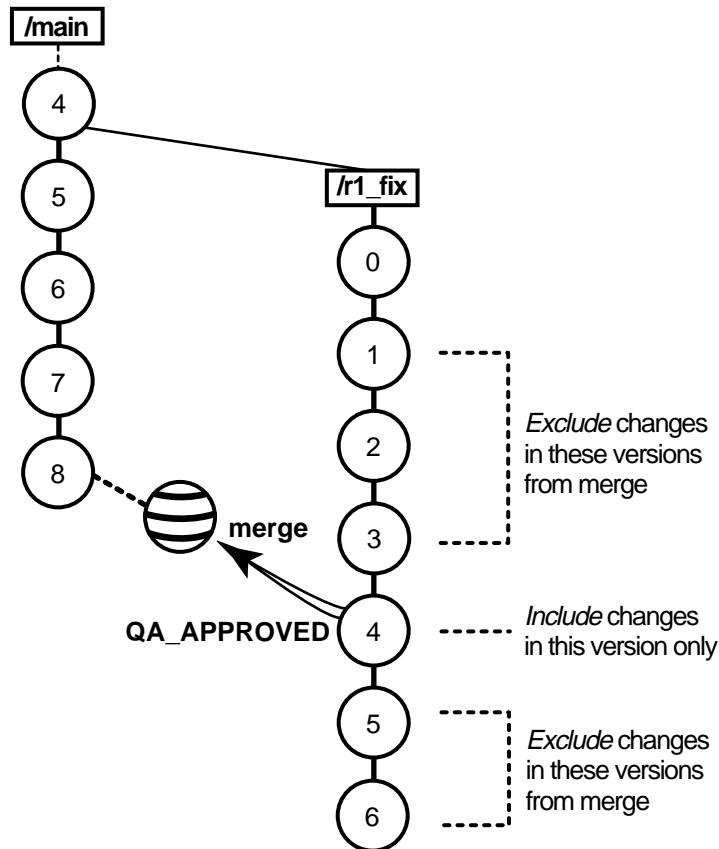 /main
4
5
6
7
8
/r1_fix
0
1
2
3
4
5
6
merge
QA_APPROVED
Exclude changes
in these versions
from merge
Include changes
in this version only
Exclude changes
in these versions
from merge